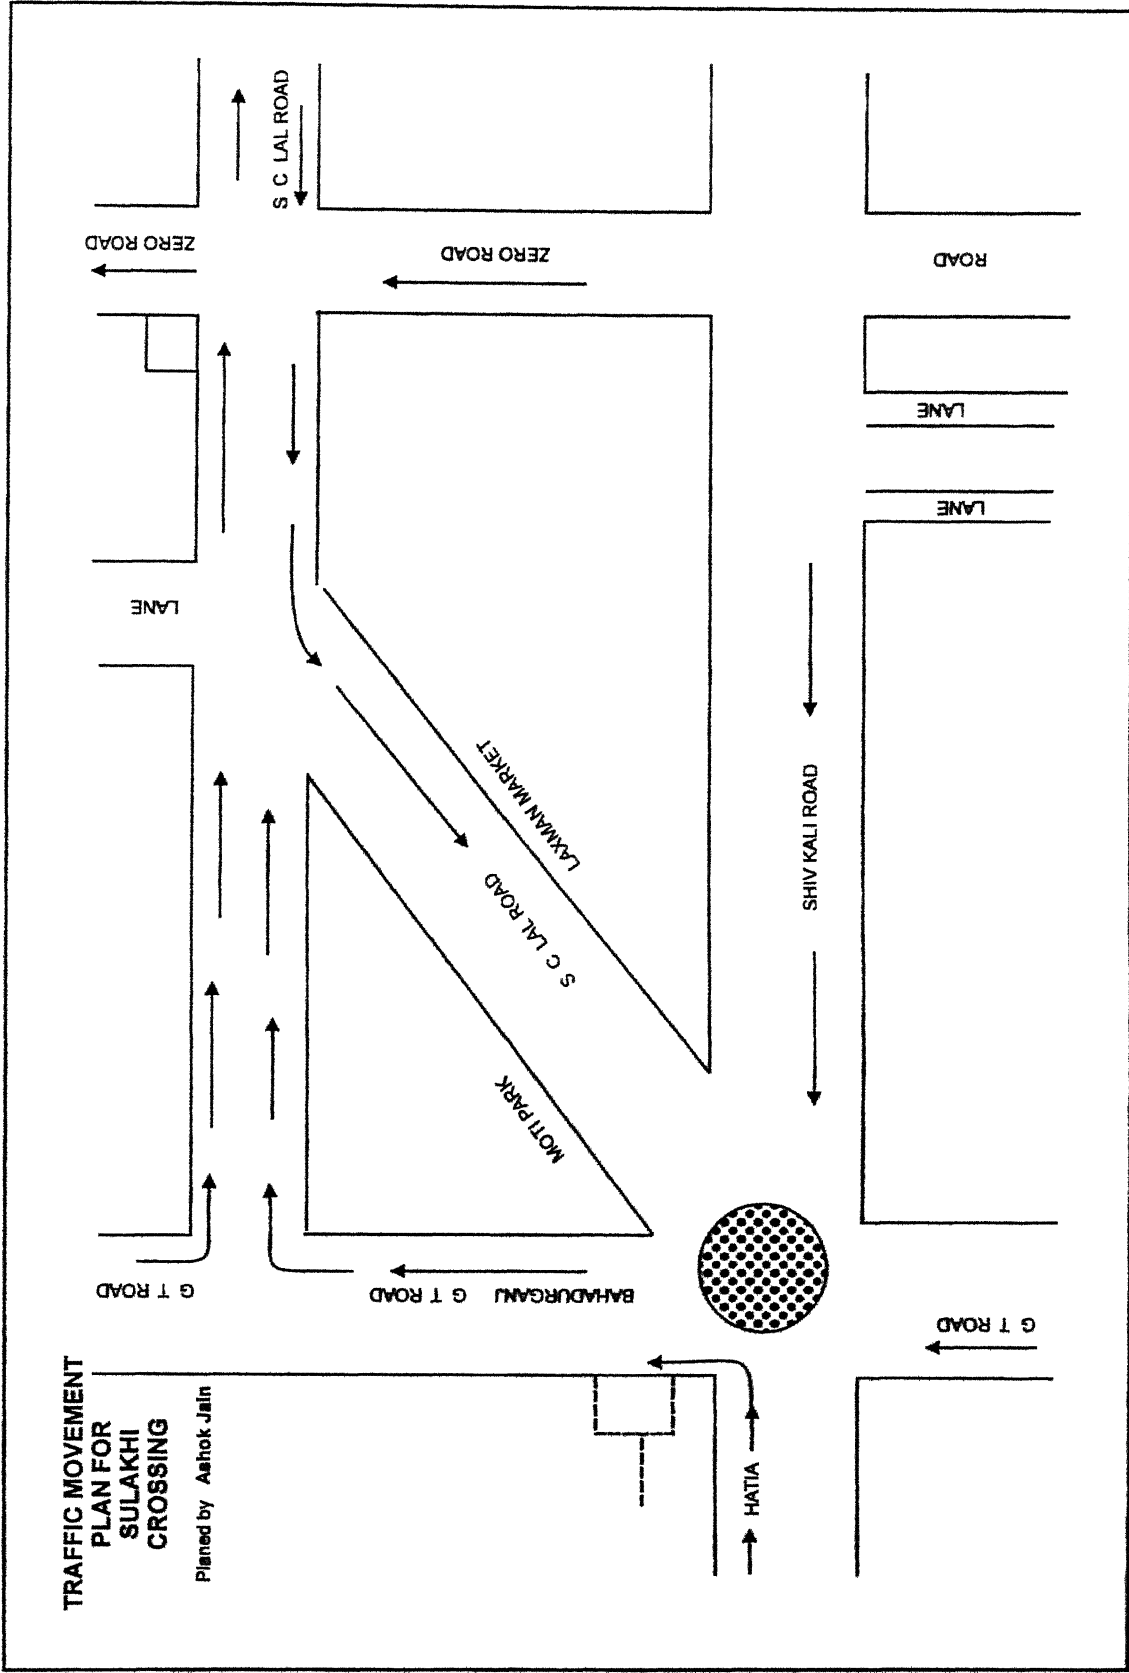 TRAFFIC MOVEMENT
PLAN FOR
SULAKHI
CROSSING
Planed by Ashok Jain
G T ROAD
LANE
ZERO ROAD
S C LAL ROAD
BAHADURGANJ G T ROAD
MOTI PARK
S C LAL ROAD
LAXMAN MARKET
ZERO ROAD
HATIA
SHIV KALI ROAD
G T ROAD
LANE
LANE
ROAD